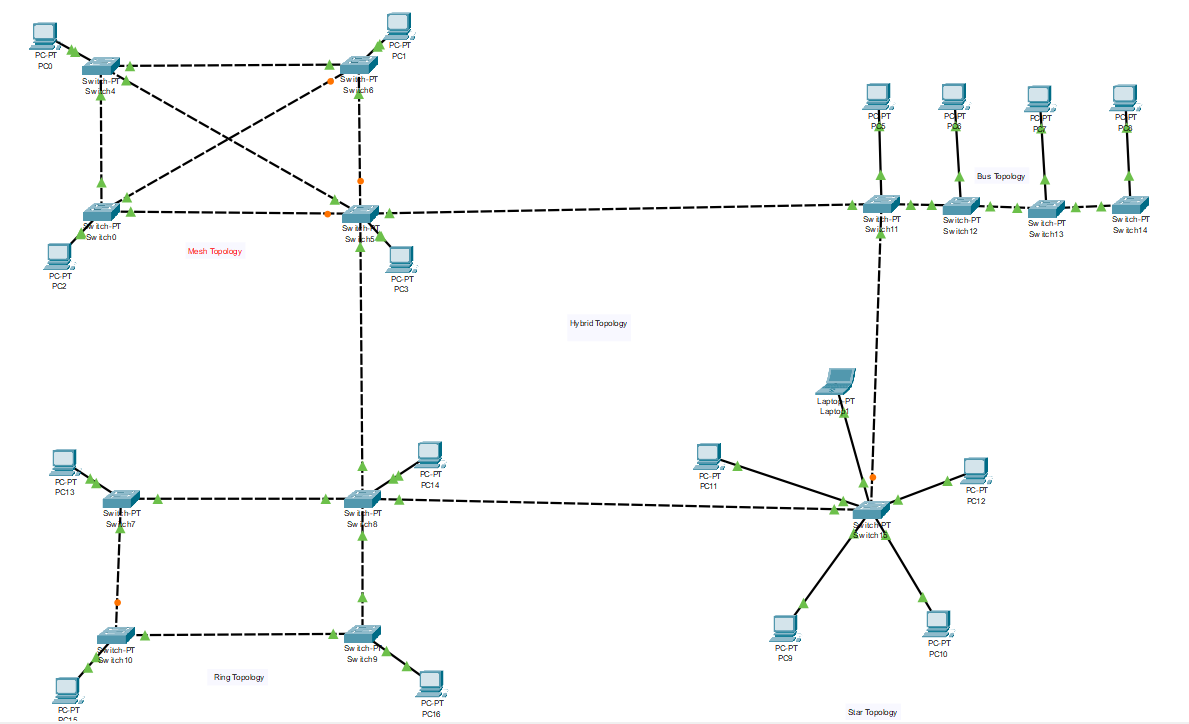 PC-PT
PC0
PC-PT
PC1
Switch-PT
Switch4
Switch-PT
Switch6
PC-PT
PC5
PC-PT
PC6
PC-PT
PC7
PC-PT
PC8
Bus Topology
Switch-PT
Switch0
Switch-PT
Switch5
Switch-PT
Switch11
Switch-PT
Switch12
Switch-PT
Switch13
Switch-PT
Switch14
Mesh Topology
PC-PT
PC2
PC-PT
PC3
Hybrid Topology
Laptop-PT
Laptop1
PC-PT
PC13
PC-PT
PC14
PC-PT
PC11
PC-PT
PC12
Switch-PT
Switch7
Switch-PT
Switch8
Switch-PT
Switch15
Switch-PT
Switch10
Switch-PT
Switch9
PC-PT
PC9
PC-PT
PC10
Ring Topology
PC-PT
PC15
PC-PT
PC16
Star Topology